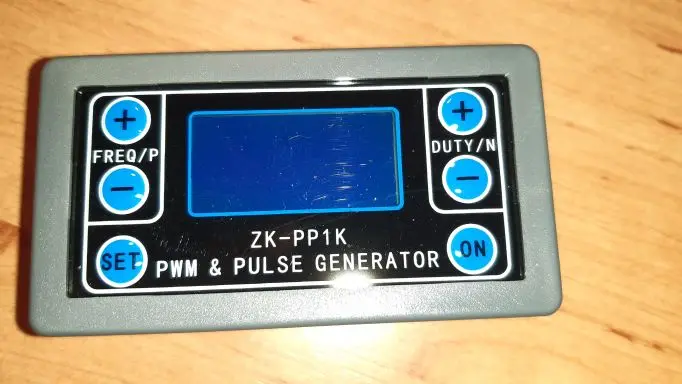 +
FREQ/P
−
+
DUTY/N
−
SET
ZK-PP1K
PWM & PULSE GENERATOR
ON